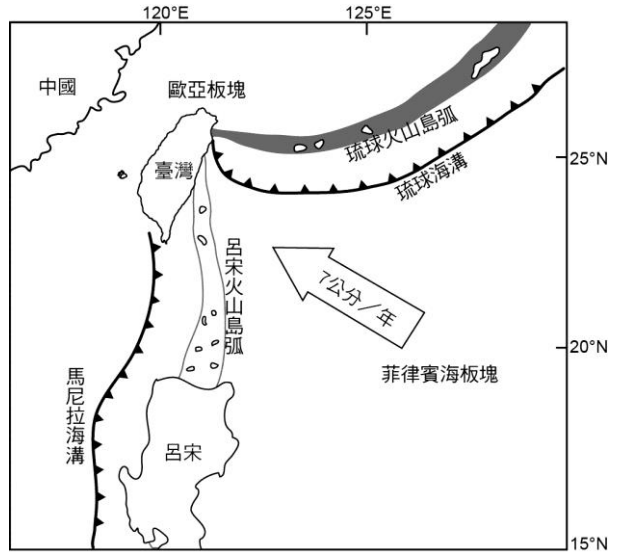 120°E
125°E
中國
歐亞板塊
琉球火山島弧
臺灣
25°N
琉球海溝
呂宋火山島弧
7公分／年
20°N
菲律賓海板塊
馬尼拉海溝
呂宋
15°N